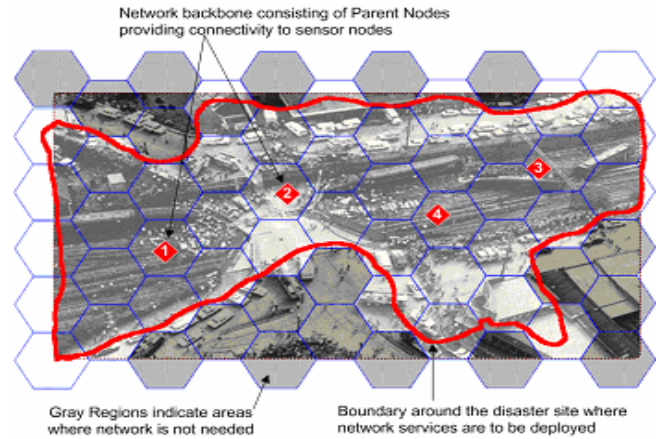 Network backbone consisting of Parent Nodes
providing connectivity to sensor nodes
3
2
4
1
Gray Regions indicate areas
where network is not needed
Boundary around the disaster site where
network services are to be deployed